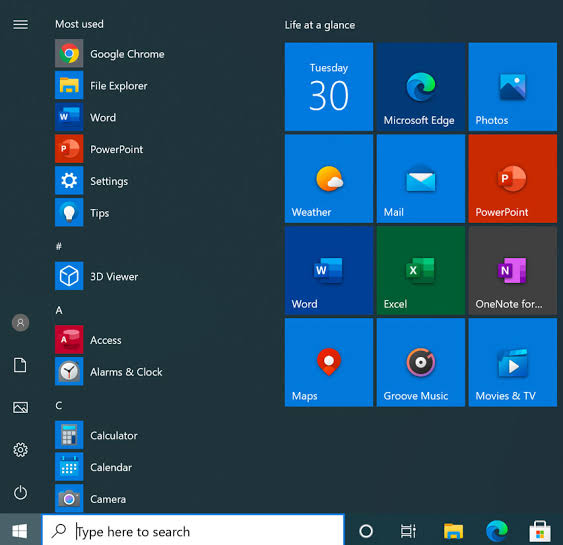 Most used
Google Chrome
File Explorer
Word
PowerPoint
Settings
Tips
#
3D Viewer
A
Access
Alarms & Clock
C
Calculator
Calendar
Camera
Life at a glance
Tuesday
30
Microsoft Edge
Photos
Weather
Mail
PowerPoint
Word
Excel
OneNote for...
Maps
Groove Music
Movies & TV
Type here to search